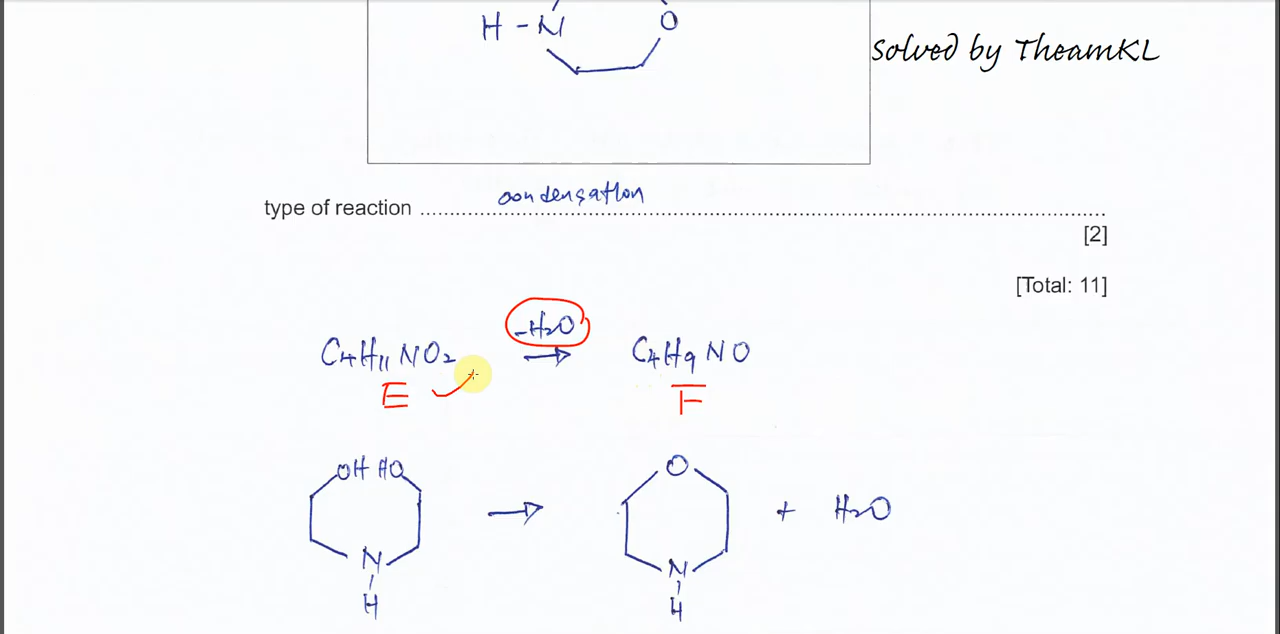 H - N O
Solved by TheamKL
condensation
type of reaction ........................................................................................................
[2]
[Total: 11]
-H₂O
C₄H₁₁NO₂ → C₄H₉NO
E F
OH HO O
→ + H₂O
N N
H H